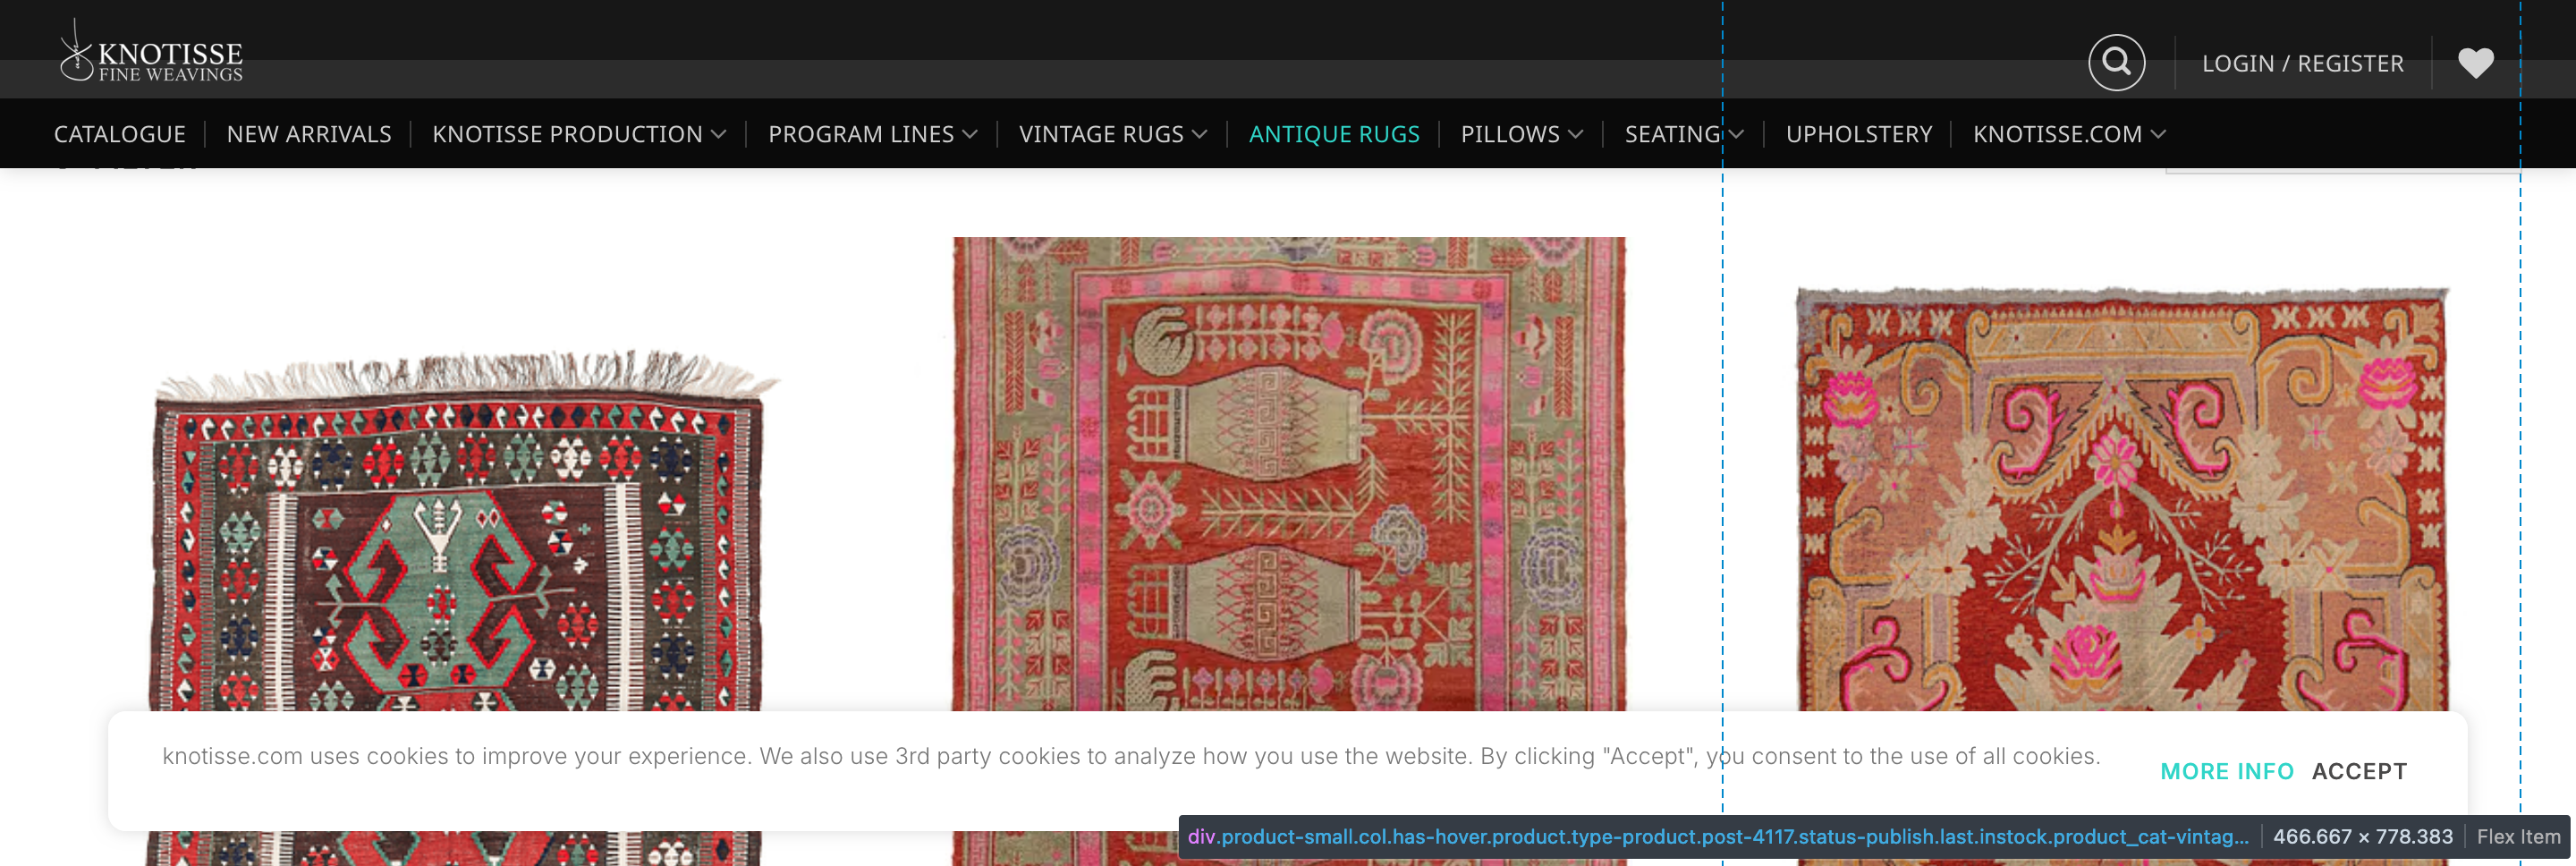 KNOTISSE
FINE WEAVINGS
LOGIN / REGISTER
CATALOGUE
NEW ARRIVALS
KNOTISSE PRODUCTION
PROGRAM LINES
VINTAGE RUGS
ANTIQUE RUGS
PILLOWS
SEATING
UPHOLSTERY
KNOTISSE.COM
knotisse.com uses cookies to improve your experience. We also use 3rd party cookies to analyze how you use the website. By clicking "Accept", you consent to the use of all cookies.
MORE INFO
ACCEPT
div.product-small.col.has-hover.product.type-product.post-4117.status-publish.last.instock.product_cat-vintag...
466.667 × 778.383
Flex Item